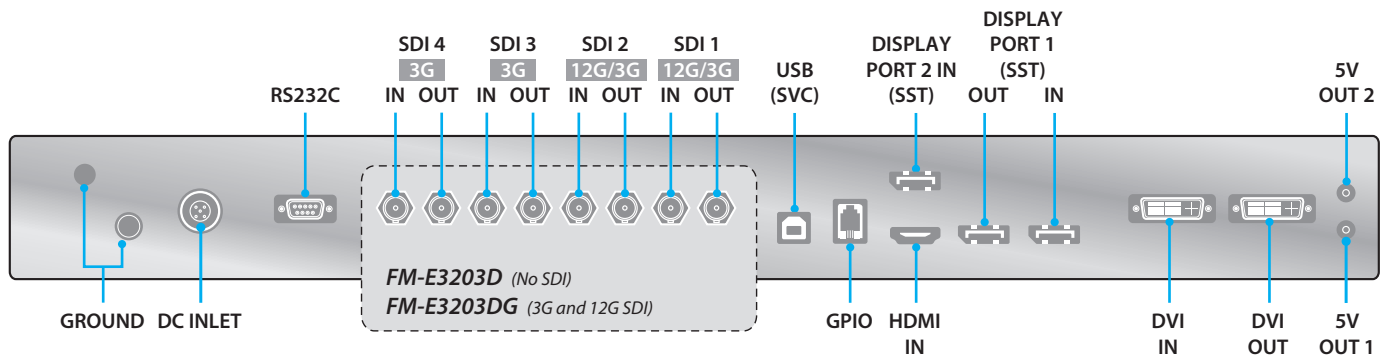 DISPLAY
SDI 4 SDI 3 SDI 2 SDI 1 DISPLAY PORT 1
3G 3G 12G/3G 12G/3G USB PORT 2 IN (SST) 5V
RS232C IN OUT IN OUT IN OUT IN OUT (SVC) (SST) OUT IN OUT 2
FM-E3203D (No SDI)
FM-E3203DG (3G and 12G SDI)
GROUND DC INLET GPIO HDMI DVI DVI 5V
IN IN OUT OUT 1